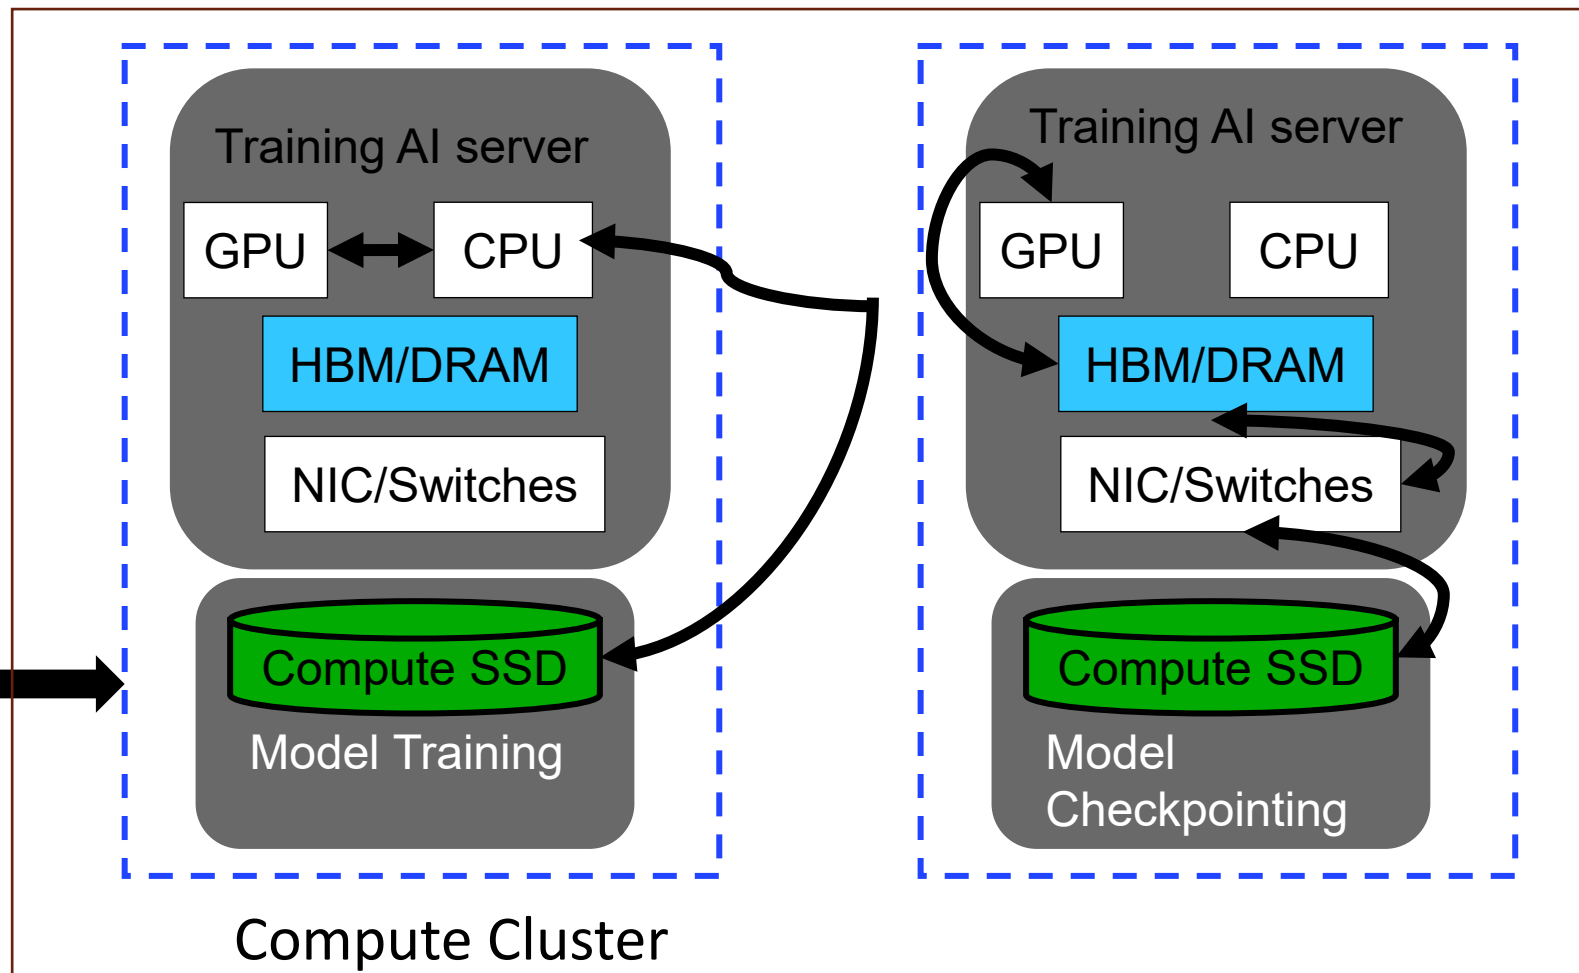 Training AI server
GPU
CPU
HBM/DRAM
NIC/Switches
Compute SSD
Model Training
Training AI server
GPU
CPU
HBM/DRAM
NIC/Switches
Compute SSD
Model
Checkpointing
Compute Cluster